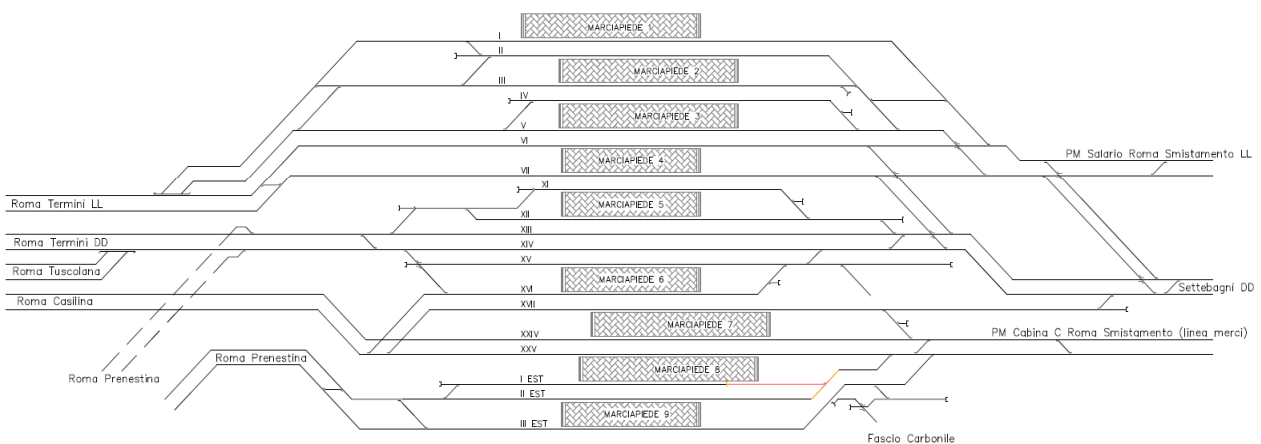 MARCIAPIEDE 1
I
II
MARCIAPIEDE 2
III
IV
MARCIAPIEDE 3
V
VI
MARCIAPIEDE 4
PM Salario Roma Smistamento LL
VII
XI
Roma Termini LL
MARCIAPIEDE 5
XII
XIII
Roma Termini DD
XIV
XV
Roma Tuscolana
MARCIAPIEDE 6
XVI
Settebagni DD
Roma Casilina
XVII
MARCIAPIEDE 7
XXIV
PM Cabina C Roma Smistamento (linea merci)
XXV
Roma Prenestina
MARCIAPIEDE 8
Roma Prenestina
I EST
II EST
MARCIAPIEDE 9
III EST
Fascio Carbonile